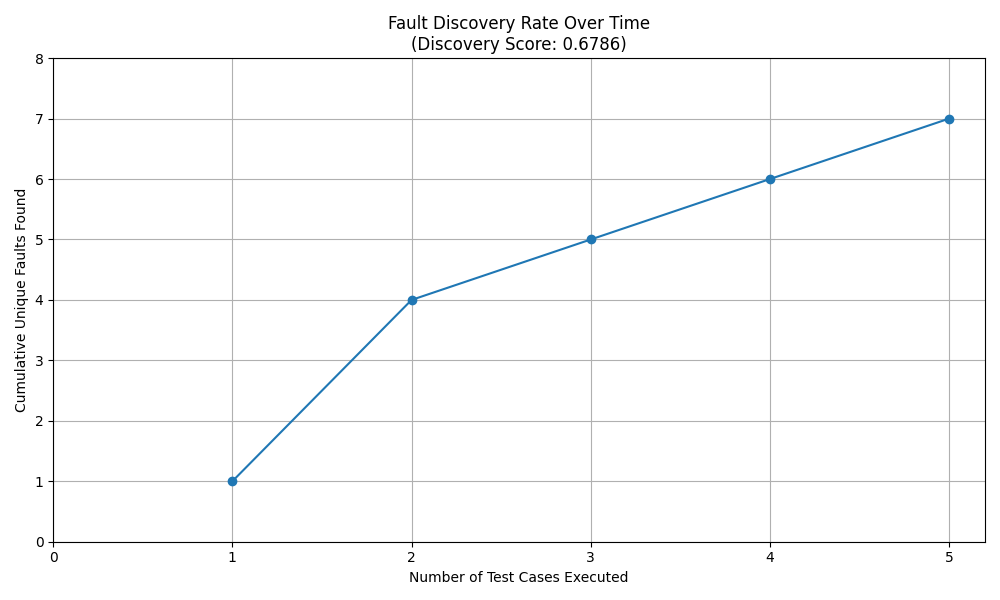 Fault Discovery Rate Over Time
(Discovery Score: 0.6786)
8
7
6
5
4
3
2
1
0
Cumulative Unique Faults Found
0 1 2 3 4 5
Number of Test Cases Executed